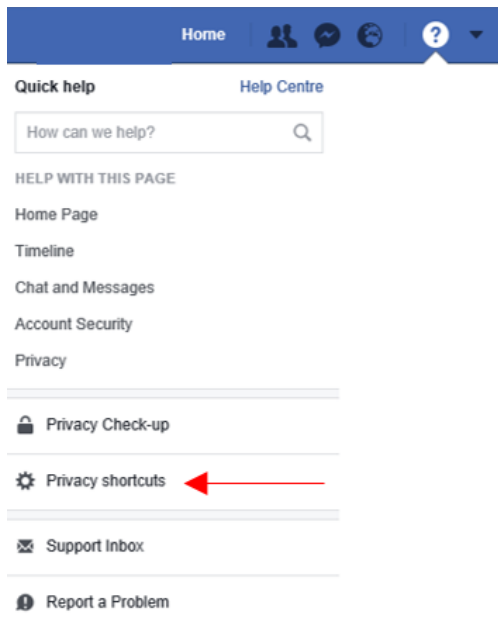 Home
?
Quick help
Help Centre
How can we help?
HELP WITH THIS PAGE
Home Page
Timeline
Chat and Messages
Account Security
Privacy
Privacy Check-up
Privacy shortcuts
Support Inbox
Report a Problem